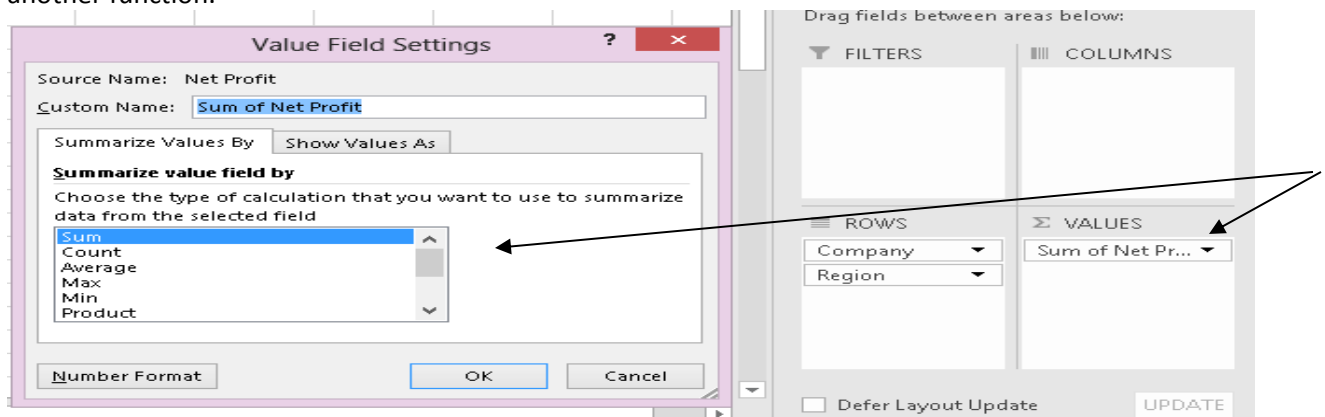 another function.
Value Field Settings ?
Source Name: Net Profit
Custom Name: Sum of Net Profit
Summarize Values By Show Values As
Summarize value field by
Choose the type of calculation that you want to use to summarize
data from the selected field
Sum
Count
Average
Max
Min
Product
Number Format OK Cancel
Drag fields between areas below:
FILTERS COLUMNS
ROWS Σ VALUES
Company Sum of Net Pr...
Region
Defer Layout Update UPDATE